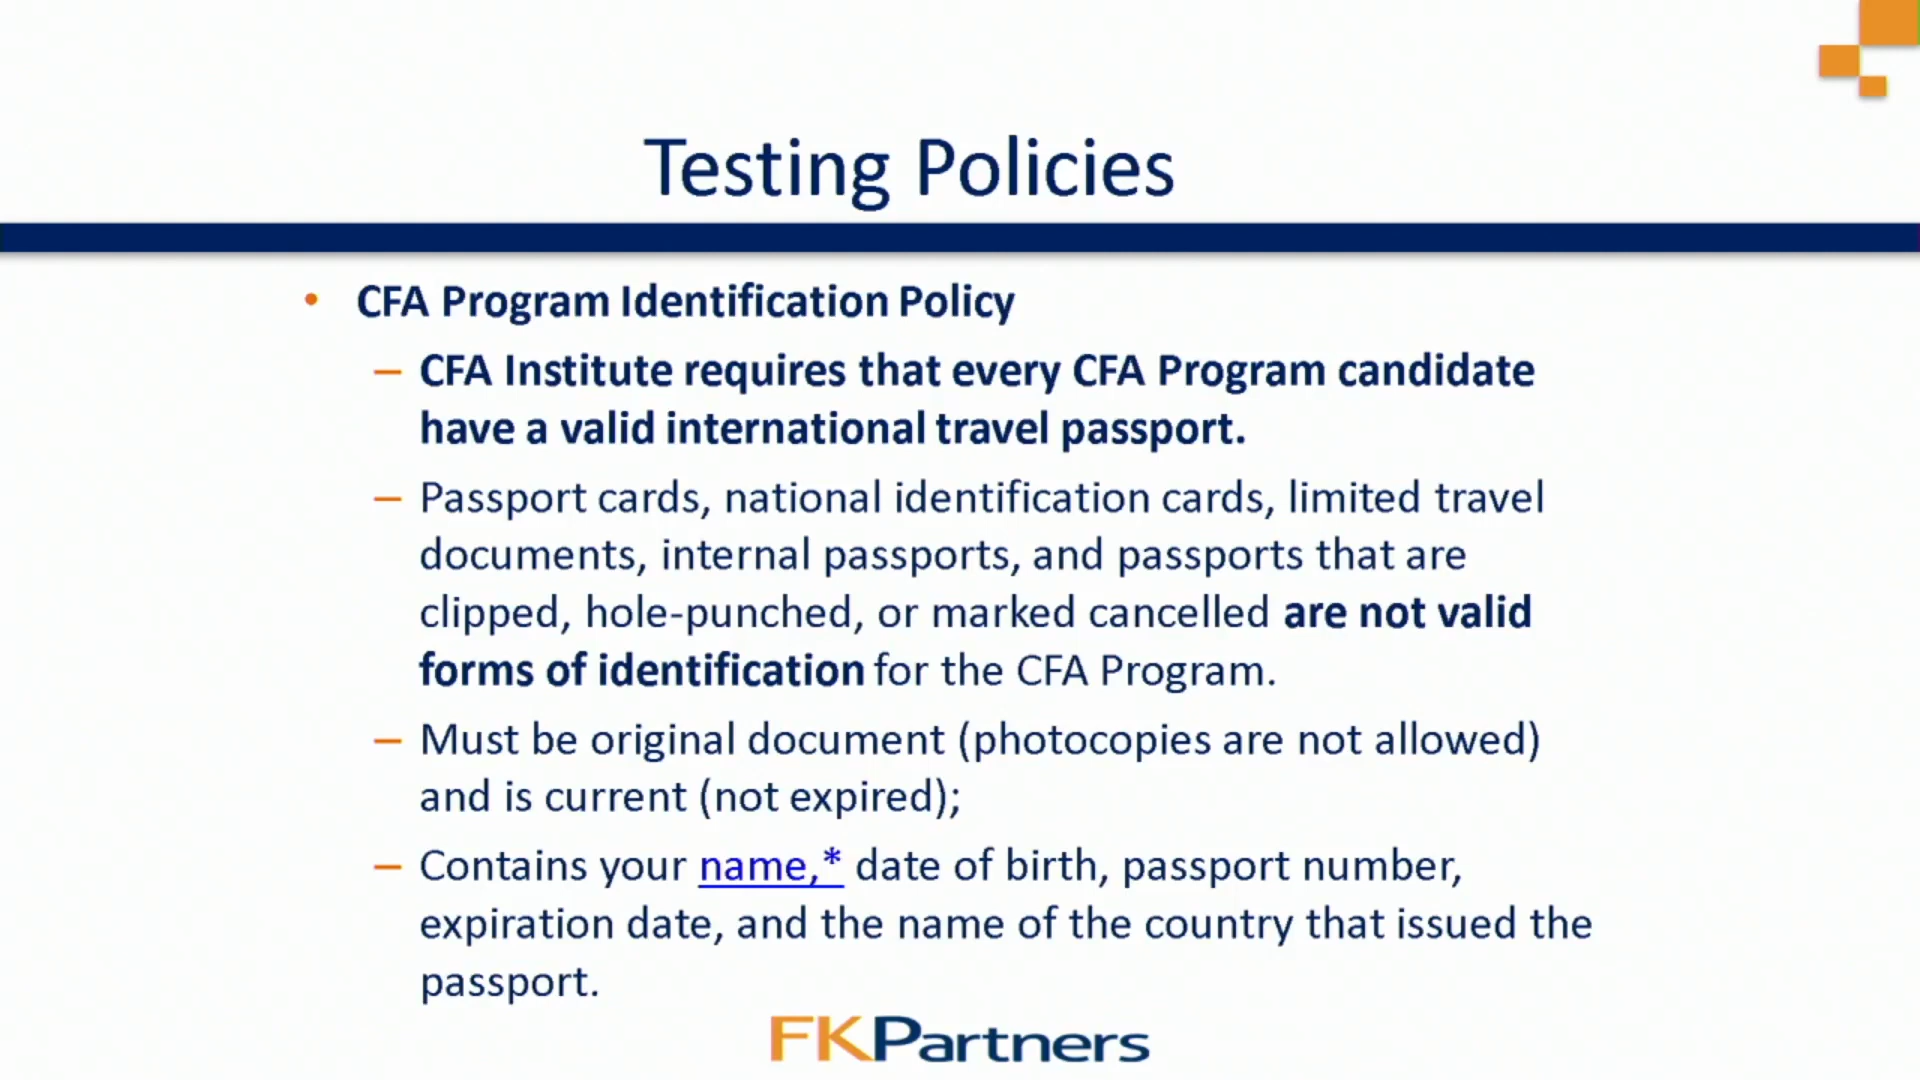 Testing Policies
• CFA Program Identification Policy
– CFA Institute requires that every CFA Program candidate
have a valid international travel passport.
– Passport cards, national identification cards, limited travel
documents, internal passports, and passports that are
clipped, hole-punched, or marked cancelled are not valid
forms of identification for the CFA Program.
– Must be original document (photocopies are not allowed)
and is current (not expired);
– Contains your name,* date of birth, passport number,
expiration date, and the name of the country that issued the
passport.
FKPartners